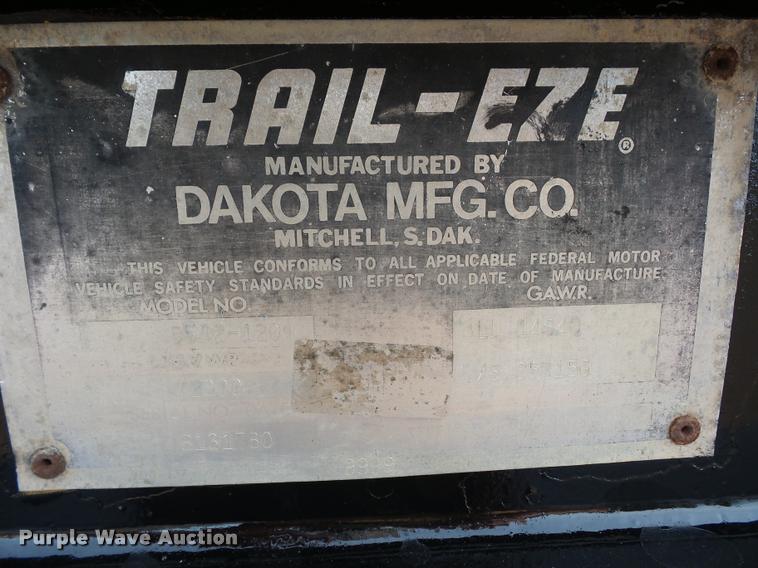 TRAIL-EZE®
MANUFACTURED BY
DAKOTA MFG. CO.
MITCHELL, S. DAK.
THIS VEHICLE CONFORMS TO ALL APPLICABLE FEDERAL MOTOR
VEHICLE SAFETY STANDARDS IN EFFECT ON DATE OF MANUFACTURE
MODEL NO. G.A.W.R.
Purple Wave Auction